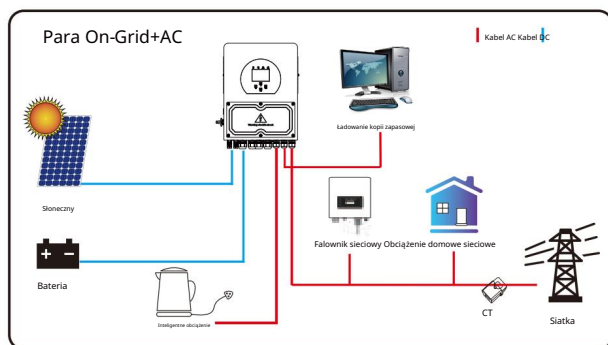 Para On-Grid+AC
Kabel AC Kabel DC
Ładowanie kopii zapasowej
Słoneczny
Falownik sieciowy Obciążenie domowe sieciowe
Bateria
CT
Siatka
Inteligentne obciążenie